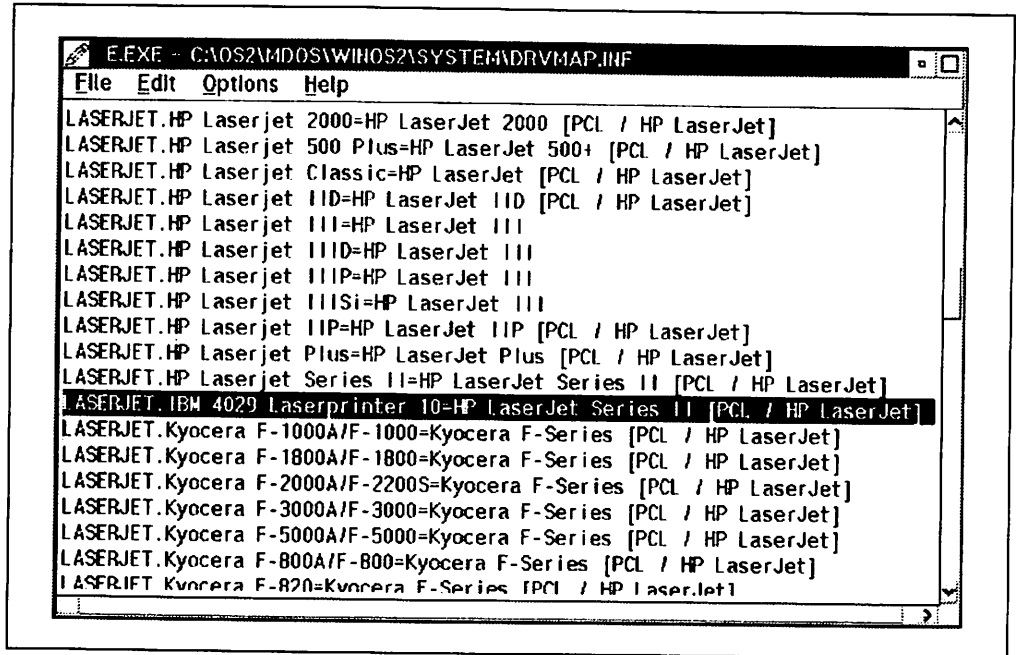 E.EXE - C:\OS2\MDOS\WINOS2\SYSTEM\DRVMAP.INF
File Edit Options Help
LASERJET.HP Laserjet 2000=HP LaserJet 2000 [PCL / HP LaserJet]
LASERJET.HP Laserjet 500 Plus=HP LaserJet 500+ [PCL / HP LaserJet]
LASERJET.HP Laserjet Classic=HP LaserJet [PCL / HP LaserJet]
LASERJET.HP Laserjet IID=HP LaserJet IID [PCL / HP LaserJet]
LASERJET.HP Laserjet III=HP LaserJet III
LASERJET.HP Laserjet IIID=HP LaserJet III
LASERJET.HP Laserjet IIIP=HP LaserJet III
LASERJET.HP Laserjet IIISi=HP LaserJet III
LASERJET.HP Laserjet IIP=HP LaserJet IIP [PCL / HP LaserJet]
LASERJET.HP Laserjet Plus=HP LaserJet Plus [PCL / HP LaserJet]
LASERJET.HP Laserjet Series II=HP LaserJet Series II [PCL / HP LaserJet]
LASERJET.IBM 4029 Laserprinter 10=HP LaserJet Series II [PCL / HP LaserJet]
LASERJET.Kyocera F-1000A/F-1000=Kyocera F-Series [PCL / HP LaserJet]
LASERJET.Kyocera F-1800A/F-1800=Kyocera F-Series [PCL / HP LaserJet]
LASERJET.Kyocera F-2000A/F-2200S=Kyocera F-Series [PCL / HP LaserJet]
LASERJET.Kyocera F-3000A/F-3000=Kyocera F-Series [PCL / HP LaserJet]
LASERJET.Kyocera F-5000A/F-5000=Kyocera F-Series [PCL / HP LaserJet]
LASERJET.Kyocera F-800A/F-800=Kyocera F-Series [PCL / HP LaserJet]
LASERJET.Kyocera F-820=Kyocera F-Series [PCL / HP LaserJet]